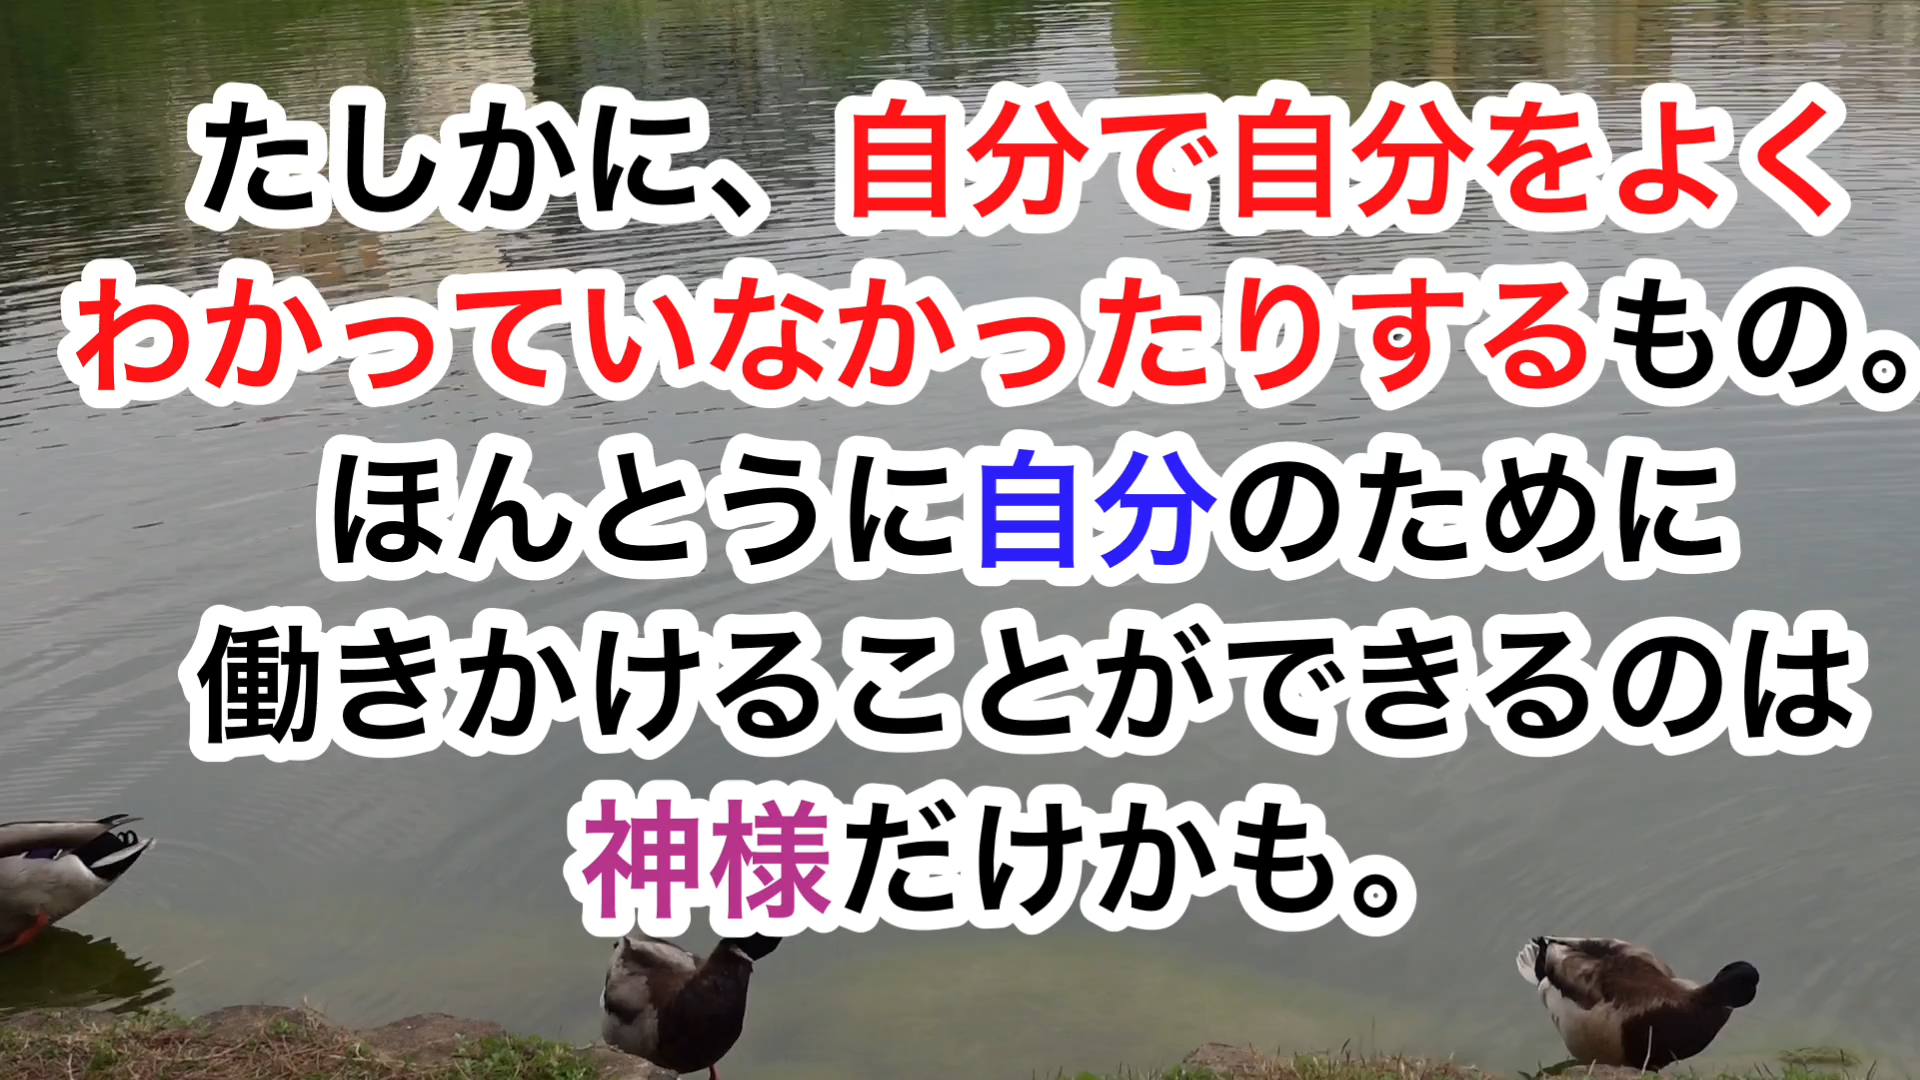 たしかに、自分で自分をよく
わかっていなかったりするもの。
ほんとうに自分のために
働きかけることができるのは
神様だけかも。